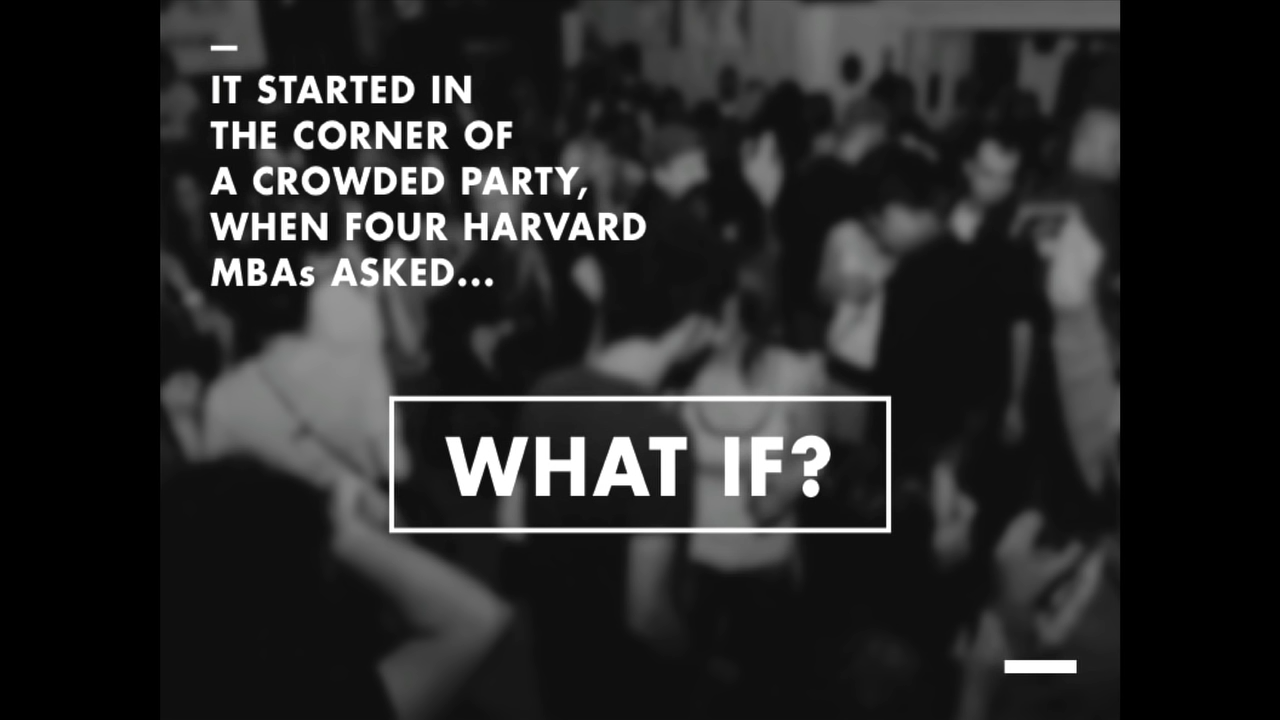 IT STARTED IN
THE CORNER OF
A CROWDED PARTY,
WHEN FOUR HARVARD
MBAs ASKED...
WHAT IF?